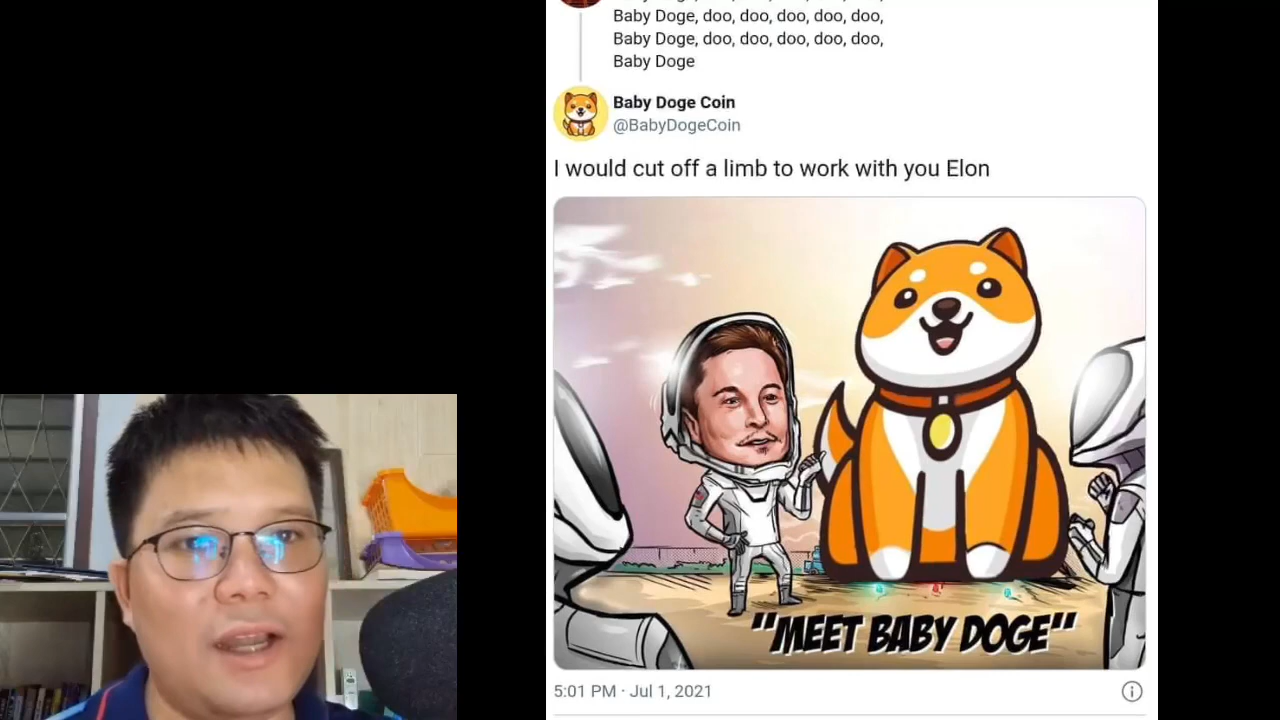 Baby Doge, doo, doo, doo, doo, doo,
Baby Doge, doo, doo, doo, doo, doo,
Baby Doge
Baby Doge Coin
@BabyDogeCoin
I would cut off a limb to work with you Elon
"MEET BABY DOGE"
5:01 PM · Jul 1, 2021